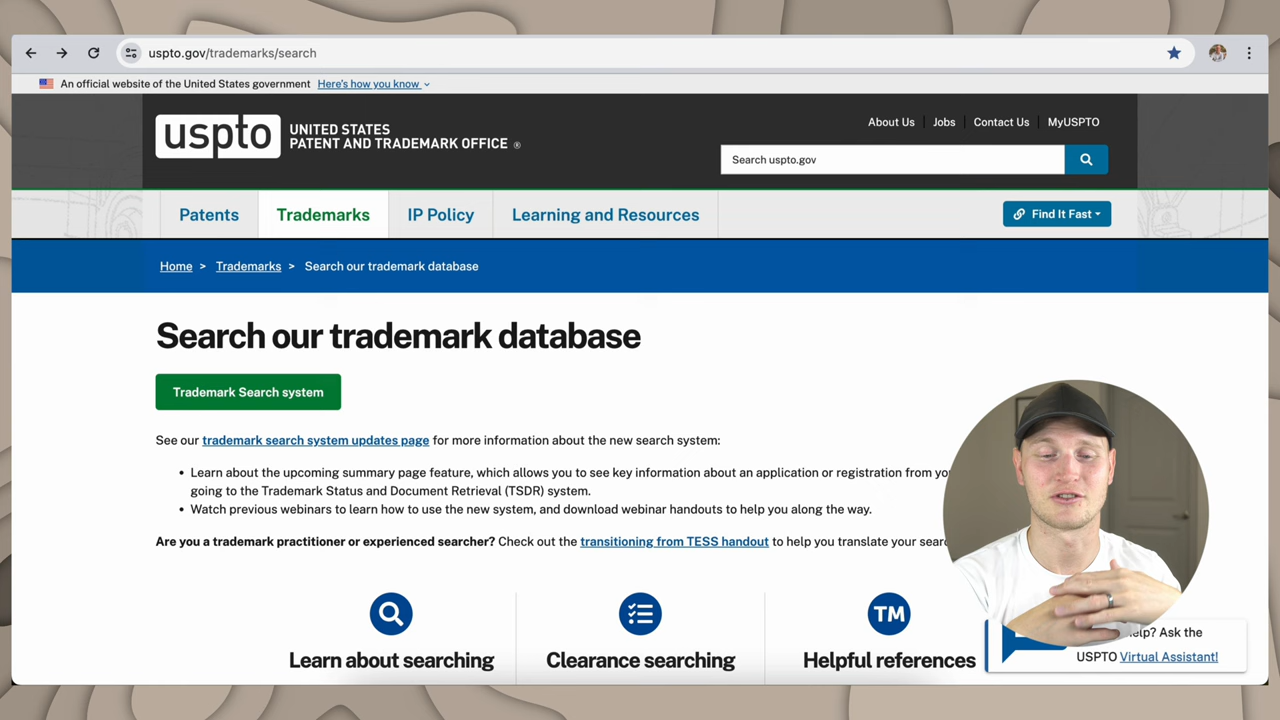 uspto.gov/trademarks/search
An official website of the United States government Here's how you know
uspto UNITED STATES
PATENT AND TRADEMARK OFFICE ®
About Us Jobs Contact Us MyUSPTO
Search uspto.gov
Patents Trademarks IP Policy Learning and Resources Find It Fast
Home > Trademarks > Search our trademark database
Search our trademark database
Trademark Search system
See our trademark search system updates page for more information about the new search system:
• Learn about the upcoming summary page feature, which allows you to see key information about an application or registration from
going to the Trademark Status and Document Retrieval (TSDR) system.
• Watch previous webinars to learn how to use the new system, and download webinar handouts to help you along the way.
Are you a trademark practitioner or experienced searcher? Check out the transitioning from TESS handout to help you translate your
TM
Learn about searching Clearance searching Helpful references
Ask the
USPTO Virtual Assistant!